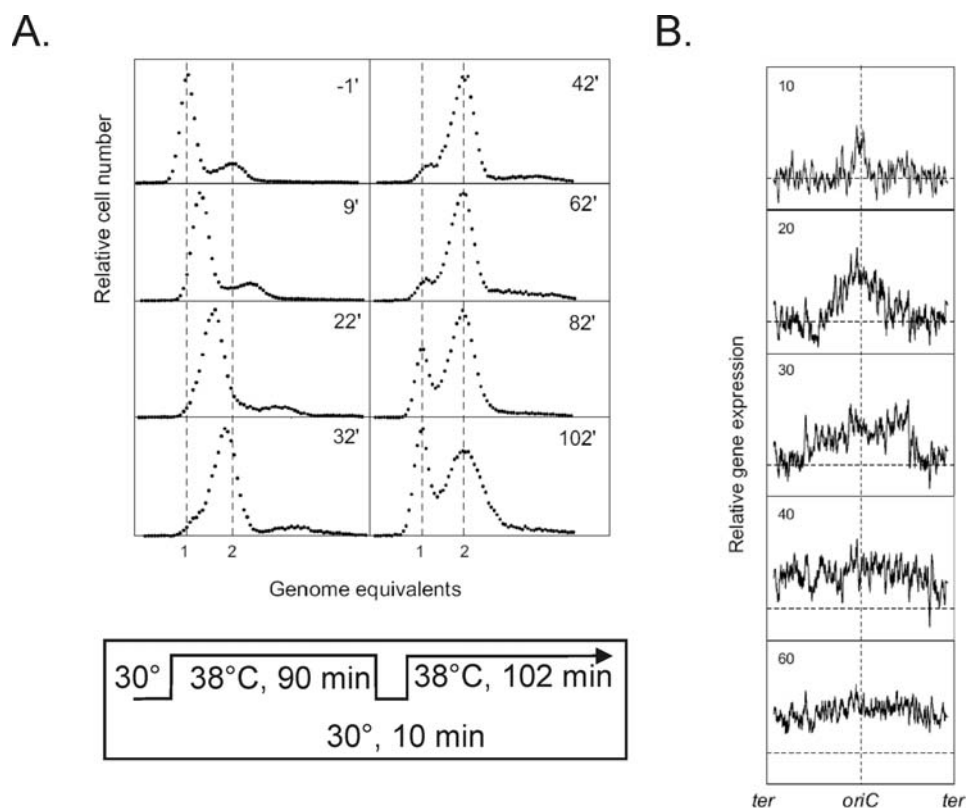 A.
Relative cell number
-1'
42'
9'
62'
22'
82'
32'
102'
1 2 1 2
Genome equivalents
30° 38°C, 90 min 38°C, 102 min
30°, 10 min
B.
Relative gene expression
10
20
30
40
60
ter oriC ter